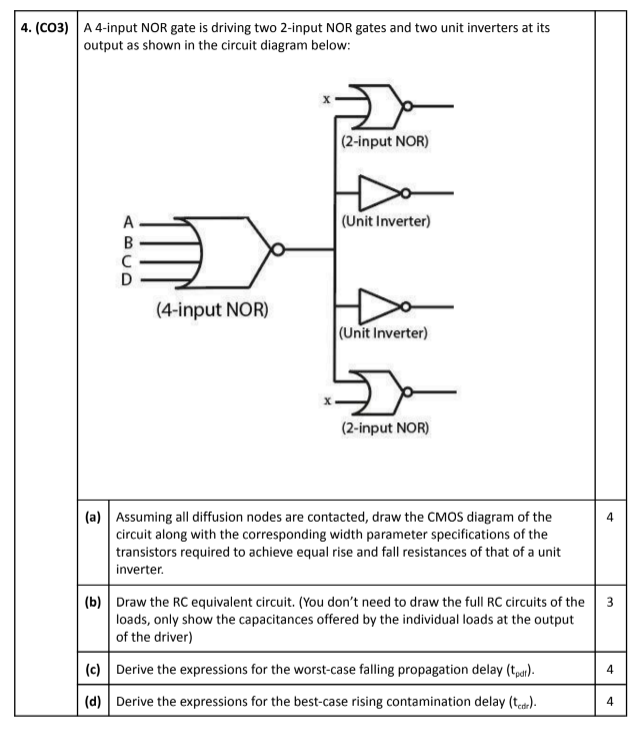 4. (CO3) A 4-input NOR gate is driving two 2-input NOR gates and two unit inverters at its
output as shown in the circuit diagram below:
x
(2-input NOR)
(Unit Inverter)
A
B
C
D
(4-input NOR)
(Unit Inverter)
x
(2-input NOR)
(a) Assuming all diffusion nodes are contacted, draw the CMOS diagram of the 4
circuit along with the corresponding width parameter specifications of the
transistors required to achieve equal rise and fall resistances of that of a unit
inverter.
(b) Draw the RC equivalent circuit. (You don't need to draw the full RC circuits of the 3
loads, only show the capacitances offered by the individual loads at the output
of the driver)
(c) Derive the expressions for the worst-case falling propagation delay (tpdf). 4
(d) Derive the expressions for the best-case rising contamination delay (tcdr). 4